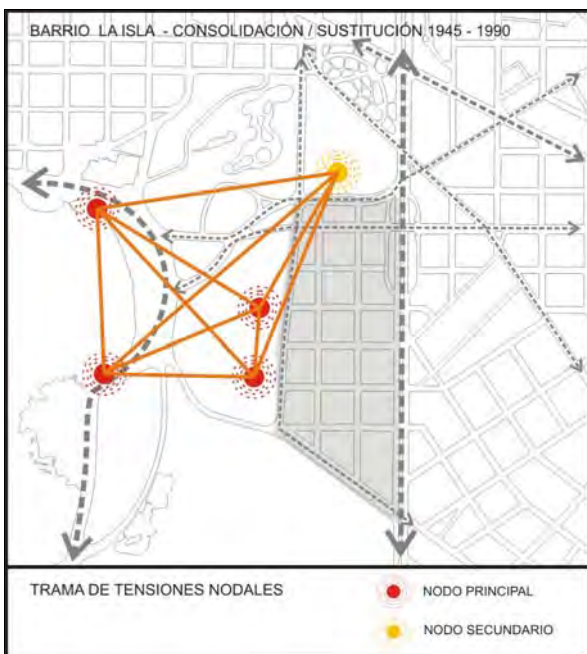 BARRIO LA ISLA - CONSOLIDACIÓN / SUSTITUCIÓN 1945 - 1990
TRAMA DE TENSIONES NODALES
NODO PRINCIPAL
NODO SECUNDARIO